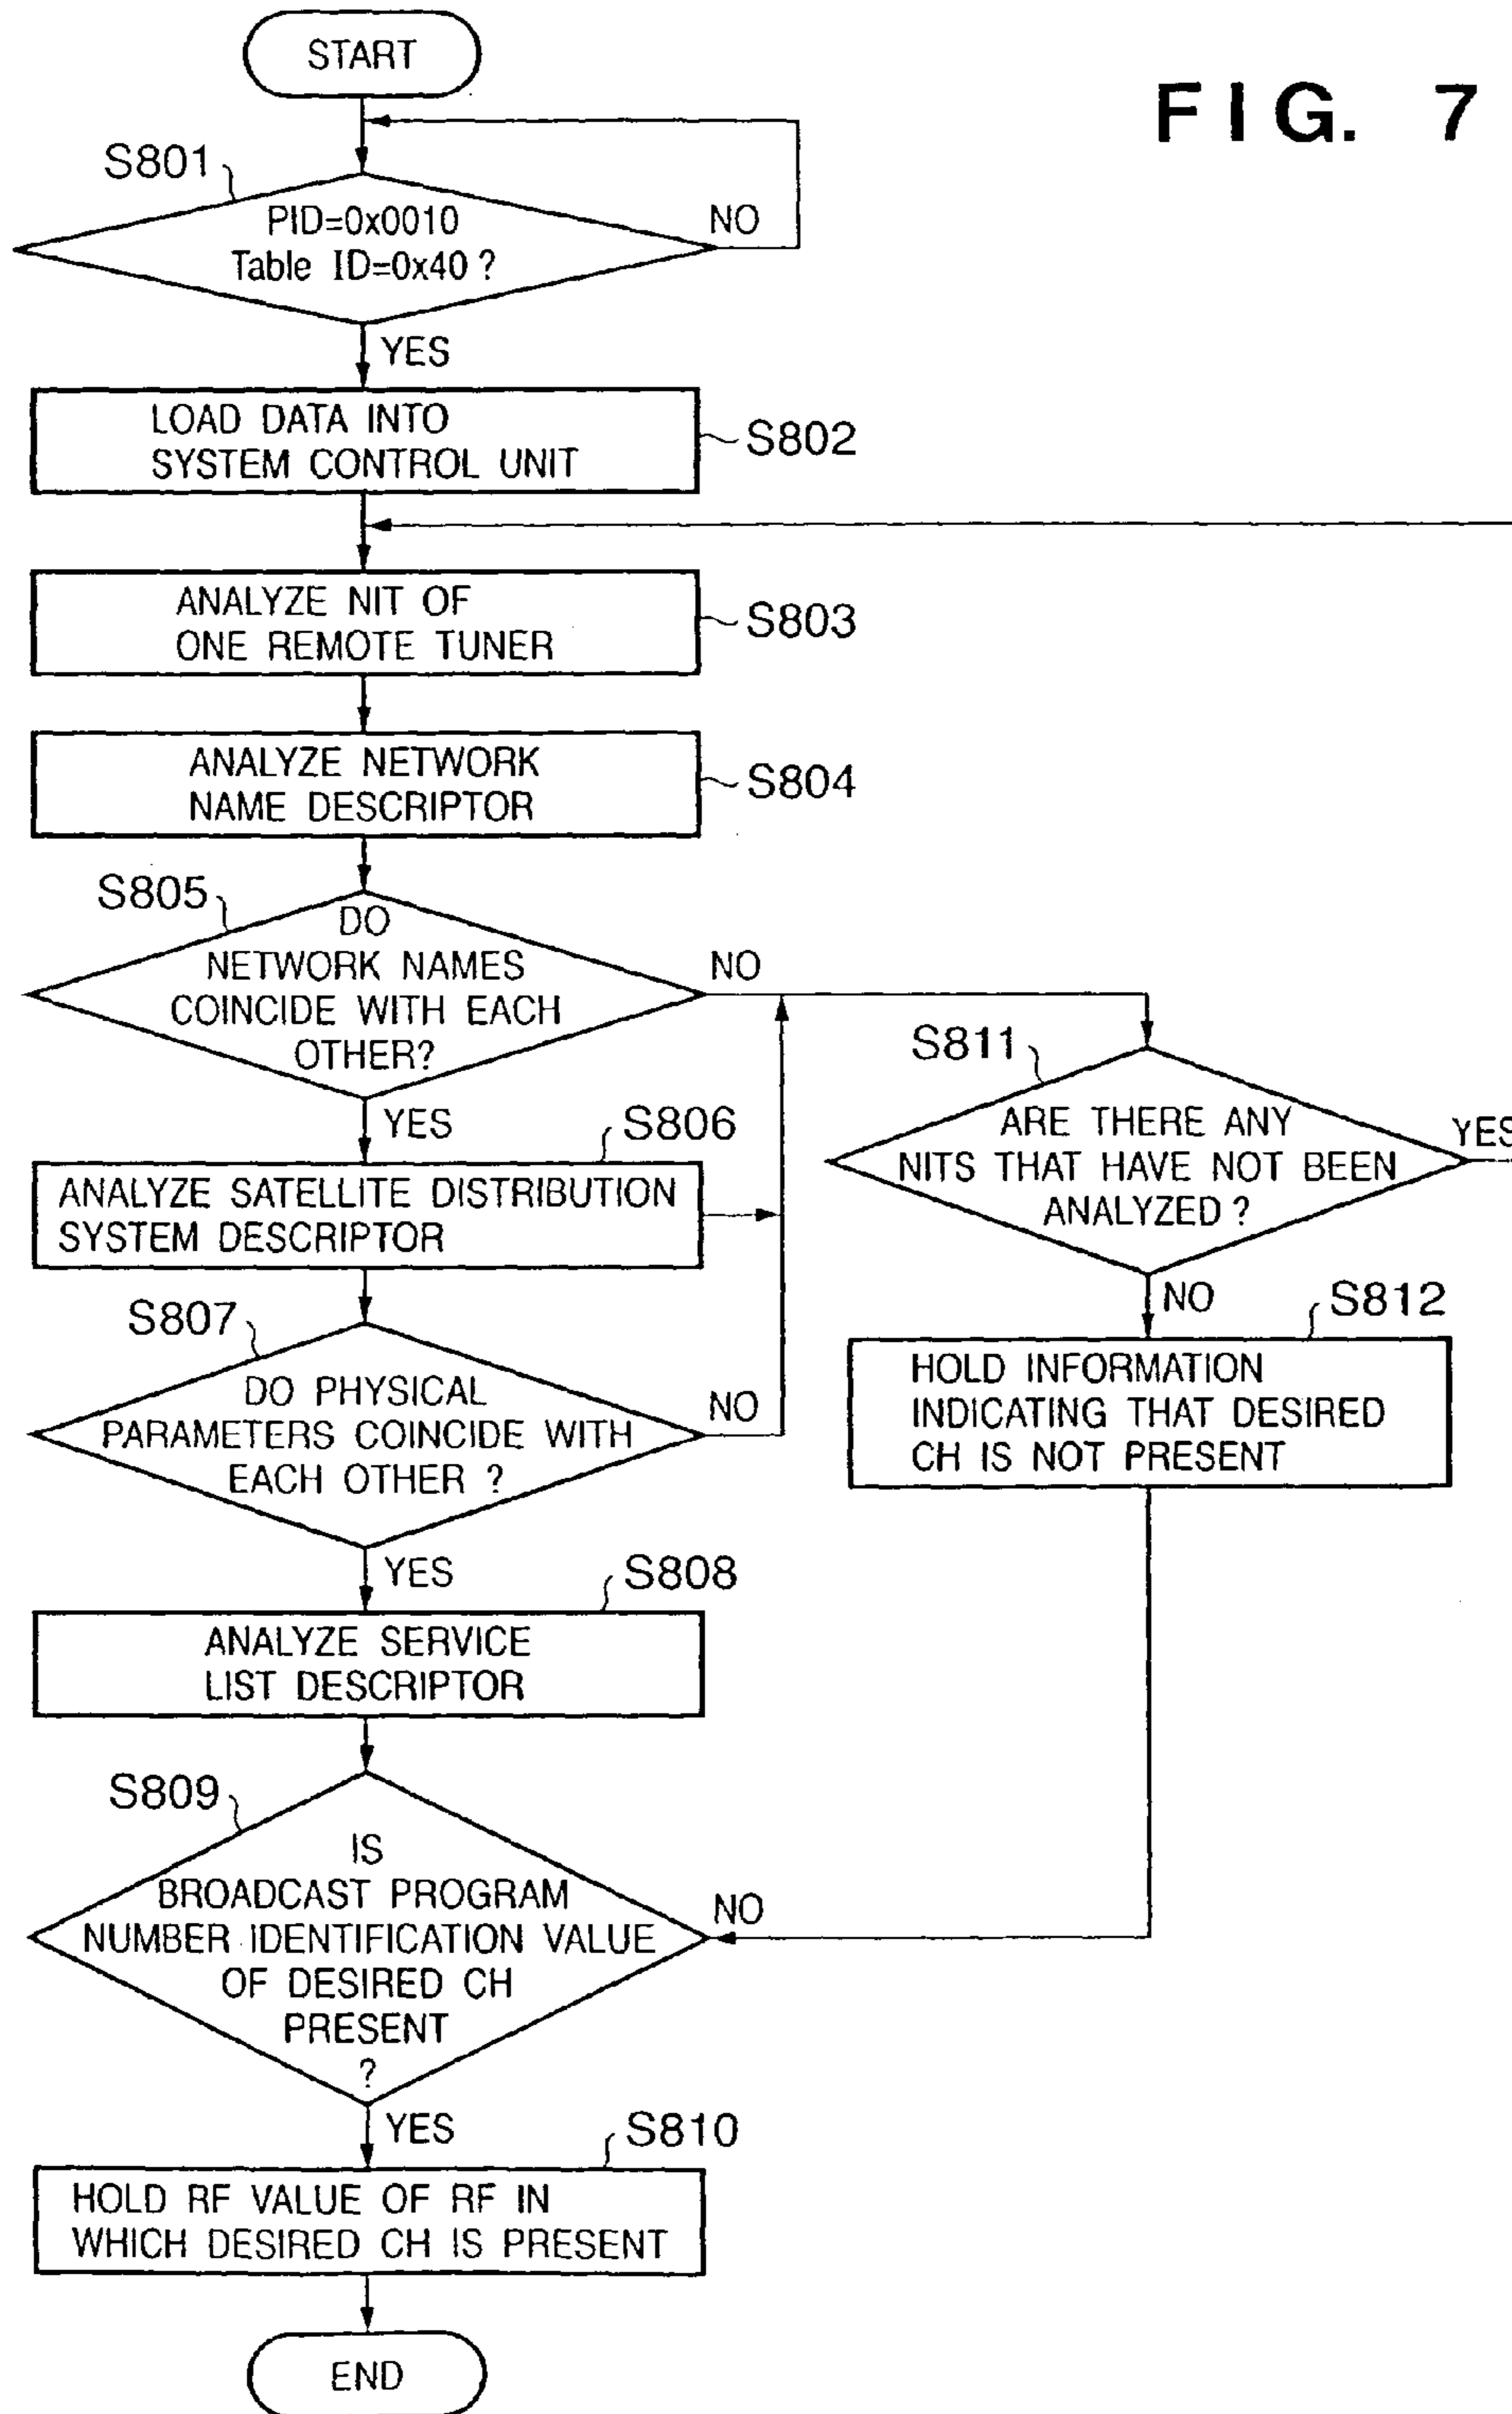 START
FIG. 7
S801
PID=0x0010
Table ID=0x40 ?
NO
YES
LOAD DATA INTO
SYSTEM CONTROL UNIT
S802
ANALYZE NIT OF
ONE REMOTE TUNER
S803
ANALYZE NETWORK
NAME DESCRIPTOR
S804
S805
DO
NETWORK NAMES
COINCIDE WITH EACH
OTHER?
NO
YES
S806
ANALYZE SATELLITE DISTRIBUTION
SYSTEM DESCRIPTOR
S807
DO PHYSICAL
PARAMETERS COINCIDE WITH
EACH OTHER ?
NO
YES
S811
ARE THERE ANY
NITS THAT HAVE NOT BEEN
ANALYZED ?
YES
NO
S812
HOLD INFORMATION
INDICATING THAT DESIRED
CH IS NOT PRESENT
S808
ANALYZE SERVICE
LIST DESCRIPTOR
S809
IS
BROADCAST PROGRAM
NUMBER IDENTIFICATION VALUE
OF DESIRED CH
PRESENT
?
NO
YES
S810
HOLD RF VALUE OF RF IN
WHICH DESIRED CH IS PRESENT
END